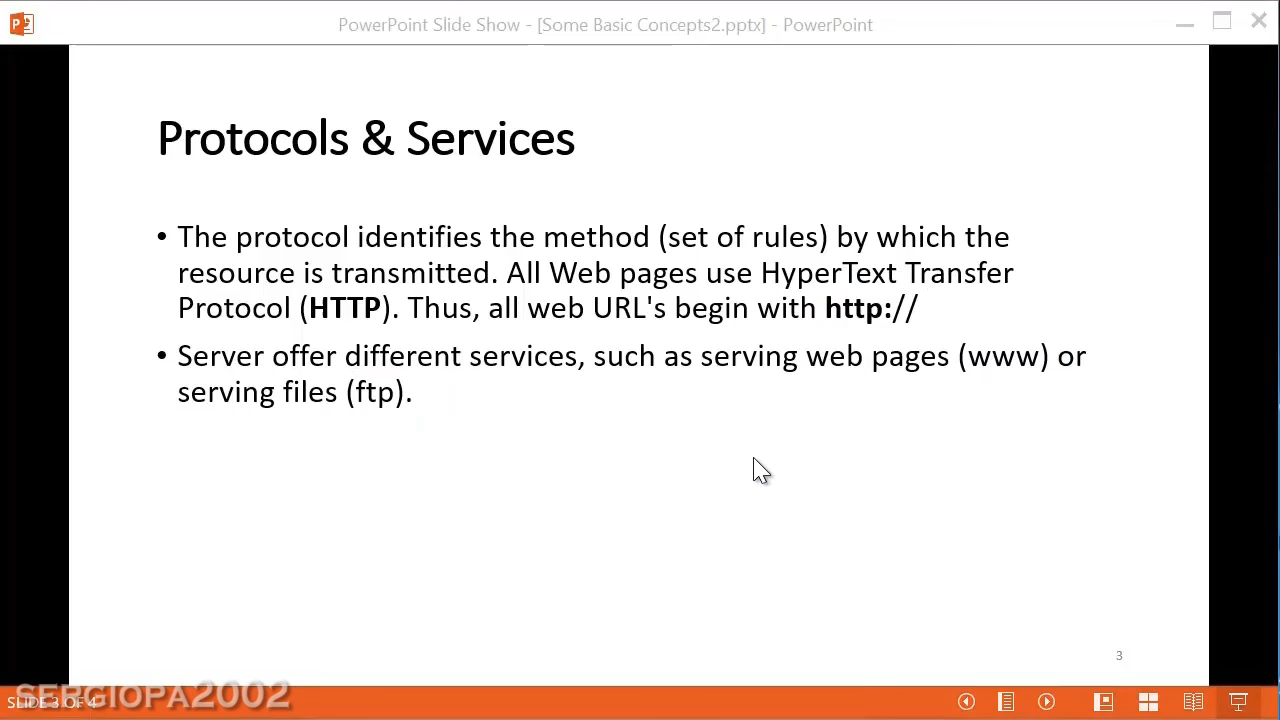 PowerPoint Slide Show - [Some Basic Concepts2.pptx] - PowerPoint
Protocols & Services
• The protocol identifies the method (set of rules) by which the
resource is transmitted. All Web pages use HyperText Transfer
Protocol (HTTP). Thus, all web URL's begin with http://
• Server offer different services, such as serving web pages (www) or
serving files (ftp).
3
SERGIOPA2002
SLIDE 3 OF 4